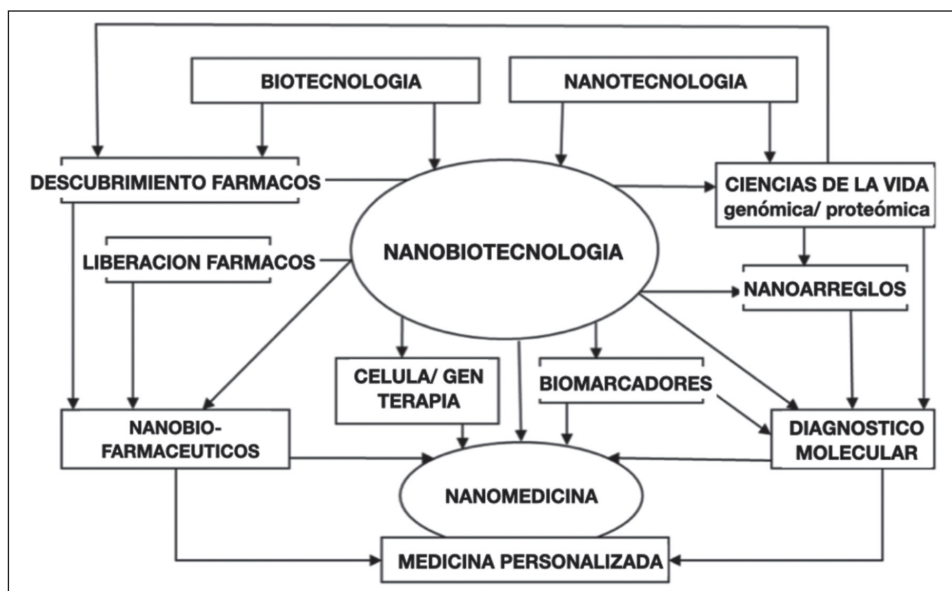 BIOTECNOLOGIA
NANOTECNOLOGIA
DESCUBRIMIENTO FARMACOS
CIENCIAS DE LA VIDA
genómica/ proteómica
NANOBIOTECNOLOGIA
LIBERACION FARMACOS
NANOARREGLOS
CELULA/ GEN
TERAPIA
BIOMARCADORES
NANOBIO-
FARMACEUTICOS
DIAGNOSTICO
MOLECULAR
NANOMEDICINA
MEDICINA PERSONALIZADA